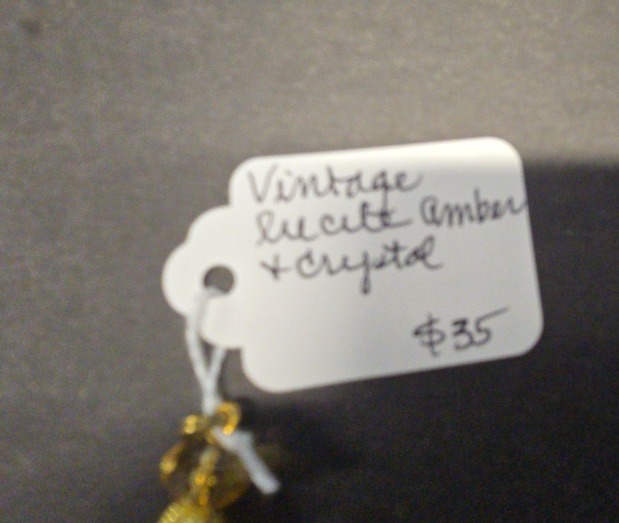 Vintage
lucite amber
+ crystal
$35